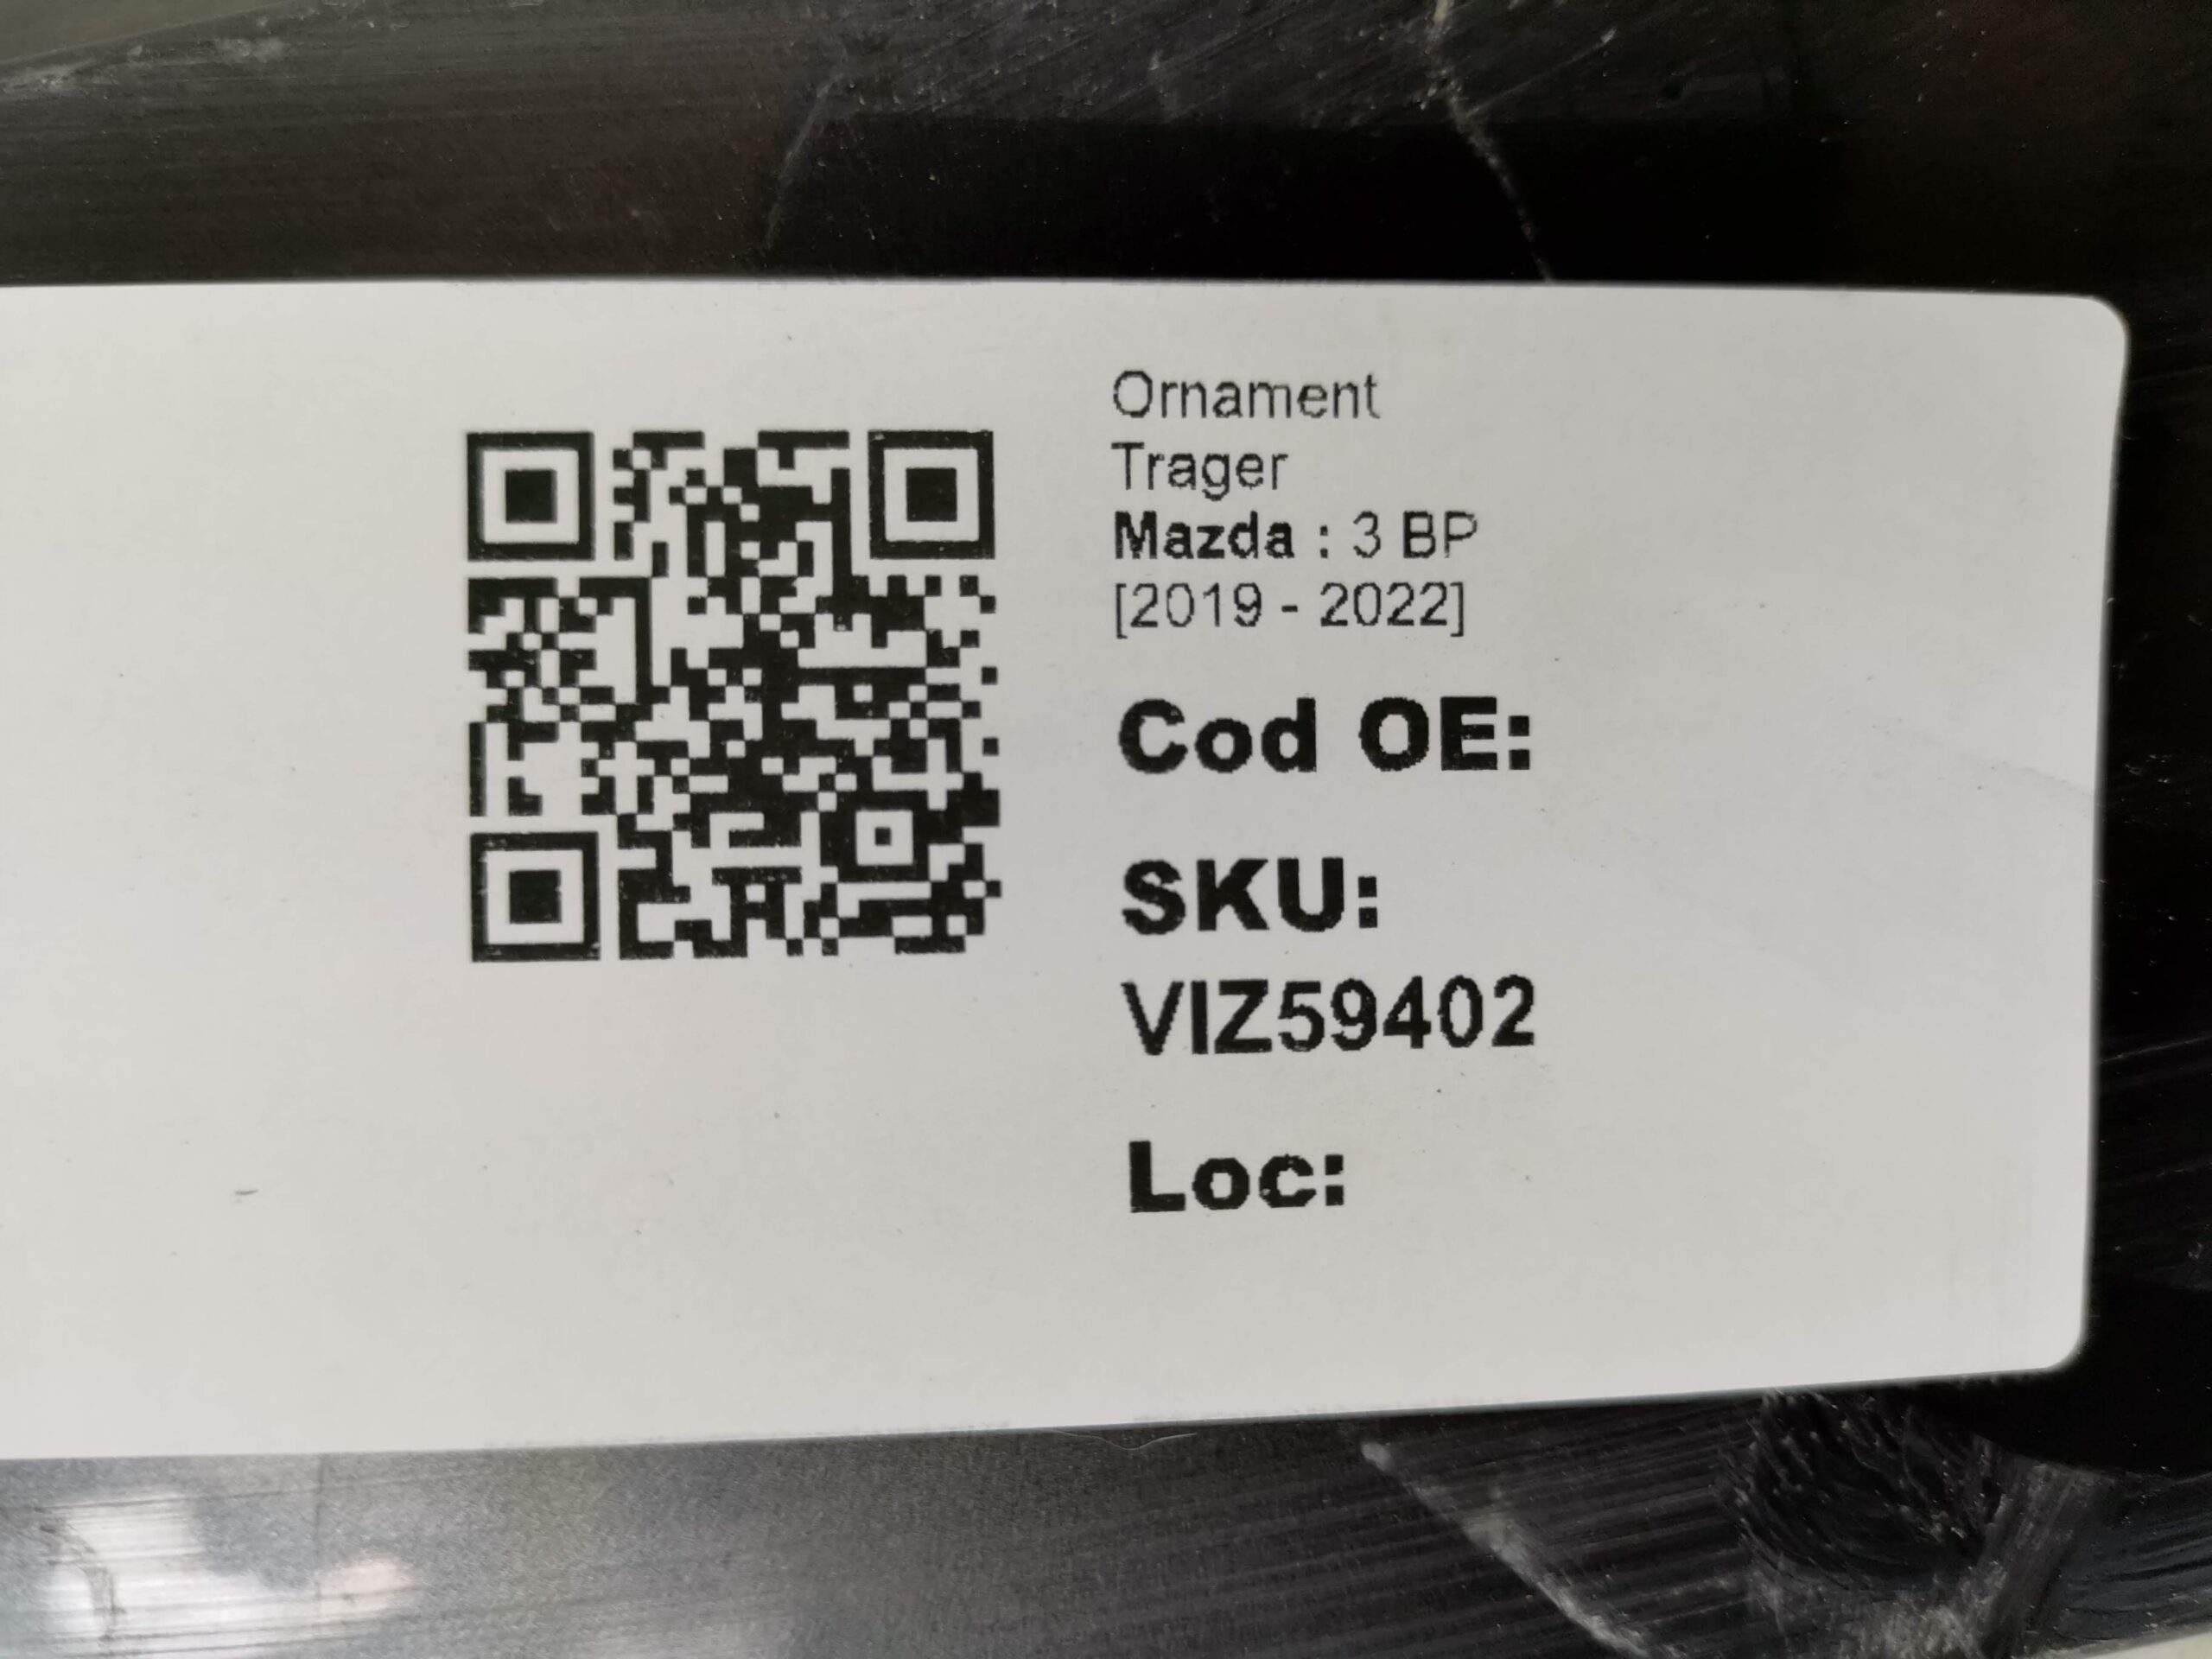 Ornament
Trager
Mazda : 3 BP
[2019 - 2022]
Cod OE:
SKU:
VIZ59402
Loc: